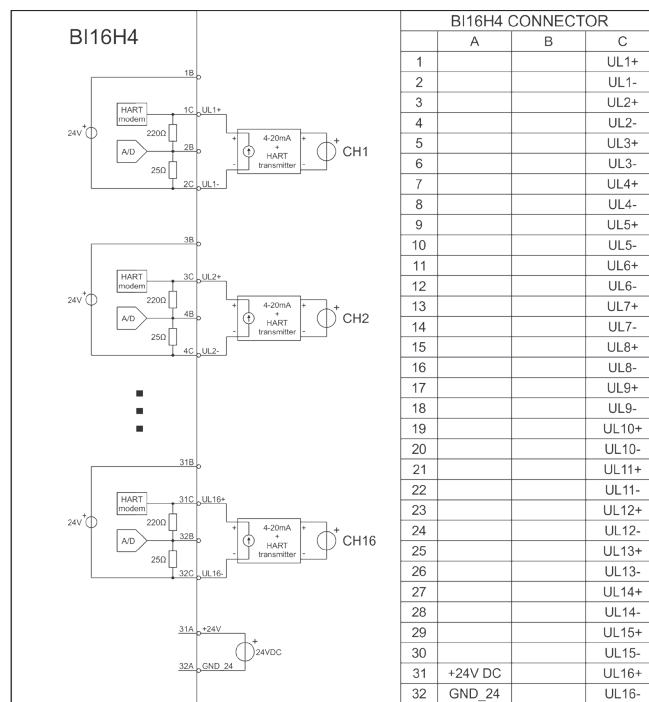 BI16H4
1B
HART
modem
1C UL1+
24V + 220Ω
A/D
2B
25Ω
2C UL1-
+ 4-20mA +
+
HART
- transmitter -
+ CH1
3B
HART
modem
3C UL2+
24V + 220Ω
A/D
4B
25Ω
4C UL2-
+ 4-20mA +
+
HART
- transmitter -
+ CH2
31B
HART
modem
31C UL16+
24V + 220Ω
A/D
32B
25Ω
32C UL16-
+ 4-20mA +
+
HART
- transmitter -
+ CH16
31A +24V
+
24VDC
32A GND_24
BI16H4 CONNECTOR
A B C
1 UL1+
2 UL1-
3 UL2+
4 UL2-
5 UL3+
6 UL3-
7 UL4+
8 UL4-
9 UL5+
10 UL5-
11 UL6+
12 UL6-
13 UL7+
14 UL7-
15 UL8+
16 UL8-
17 UL9+
18 UL9-
19 UL10+
20 UL10-
21 UL11+
22 UL11-
23 UL12+
24 UL12-
25 UL13+
26 UL13-
27 UL14+
28 UL14-
29 UL15+
30 UL15-
31 +24V DC UL16+
32 GND_24 UL16-